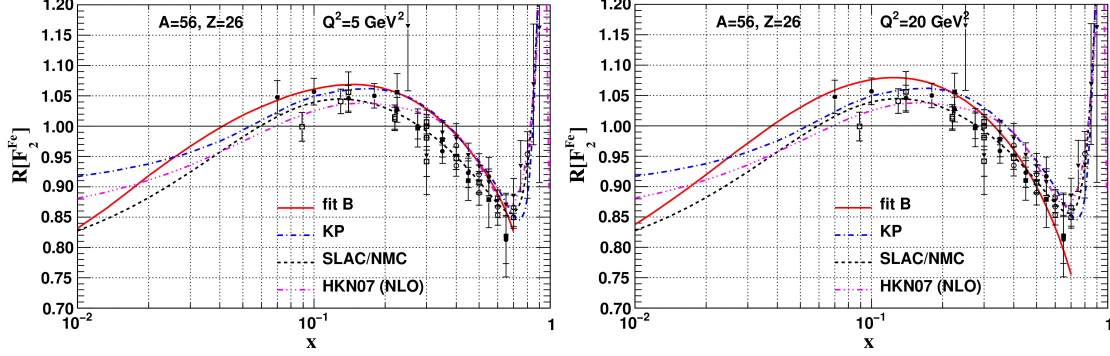 A=56, Z=26 Q²=5 GeV²
R[F₂^Fe]
1.20
1.15
1.10
1.05
1.00
0.95
0.90
0.85
0.80
0.75
0.70
fit B
KP
SLAC/NMC
HKN07 (NLO)
10⁻² 10⁻¹ 1
x
A=56, Z=26 Q²=20 GeV²
R[F₂^Fe]
1.20
1.15
1.10
1.05
1.00
0.95
0.90
0.85
0.80
0.75
0.70
fit B
KP
SLAC/NMC
HKN07 (NLO)
10⁻² 10⁻¹ 1
x